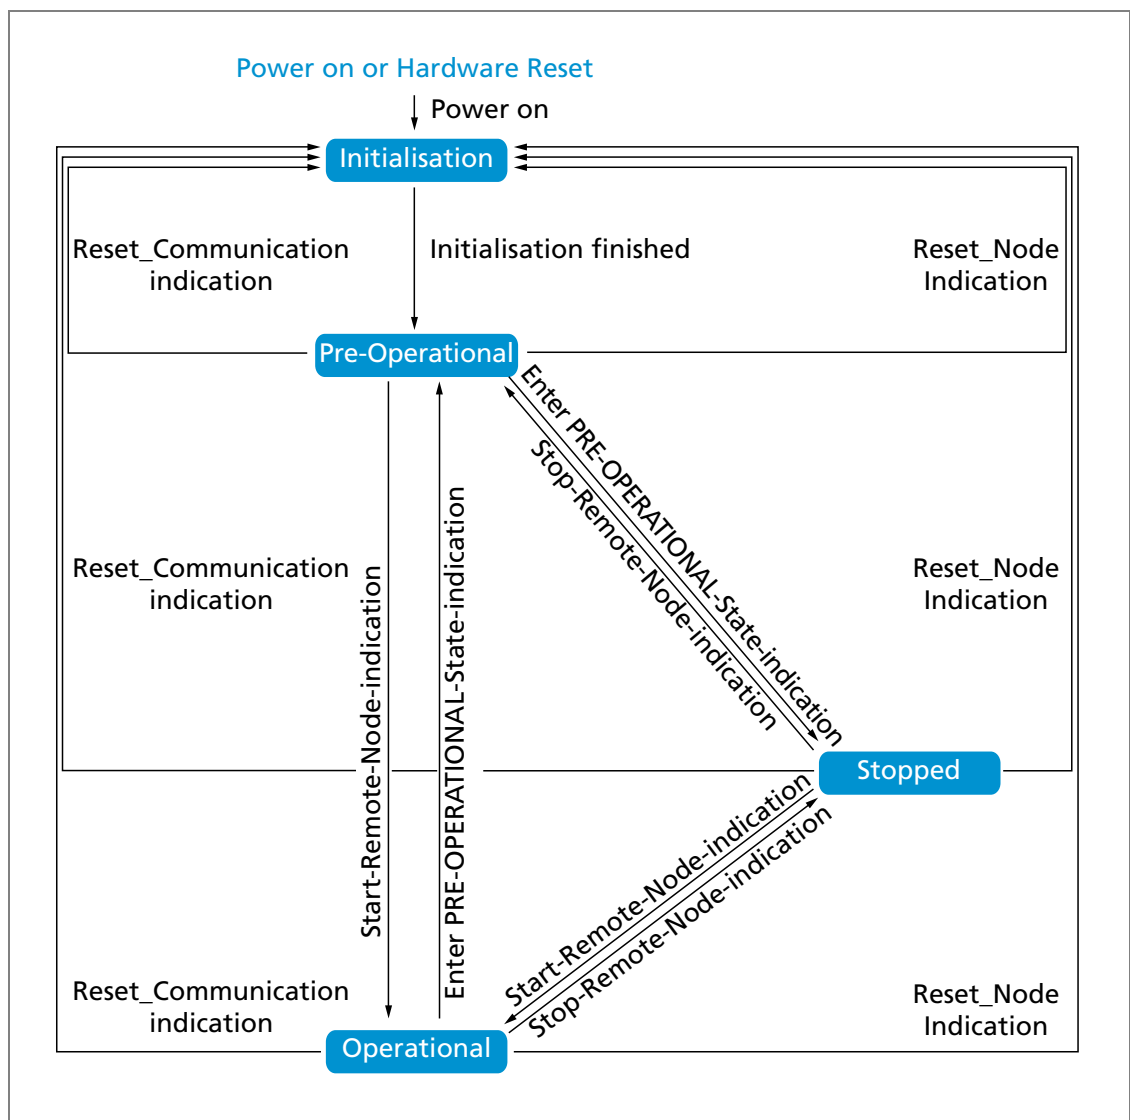 Power on or Hardware Reset
Power on
Initialisation
Reset_Communication
indication
Initialisation finished
Reset_Node
Indication
Pre-Operational
Enter PRE-OPERATIONAL-State-indication
Stop-Remote-Node-indication
Reset_Communication
indication
Start-Remote-Node-indication
Enter PRE-OPERATIONAL-State-indication
Reset_Node
Indication
Stopped
Start-Remote-Node-indication
Stop-Remote-Node-indication
Reset_Communication
indication
Reset_Node
Indication
Operational